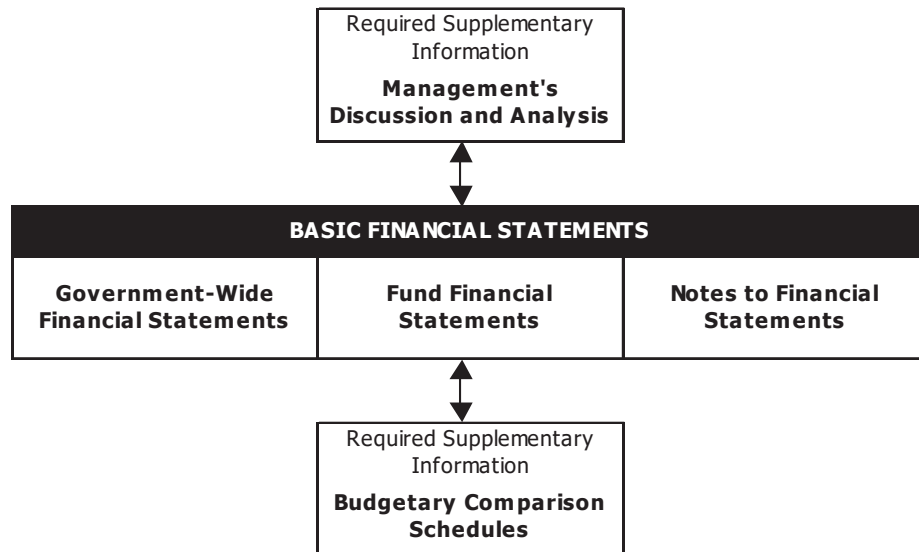 Required Supplementary
Information
Management's
Discussion and Analysis
BASIC FINANCIAL STATEMENTS
Government-Wide
Financial Statements
Fund Financial
Statements
Notes to Financial
Statements
Required Supplementary
Information
Budgetary Comparison
Schedules